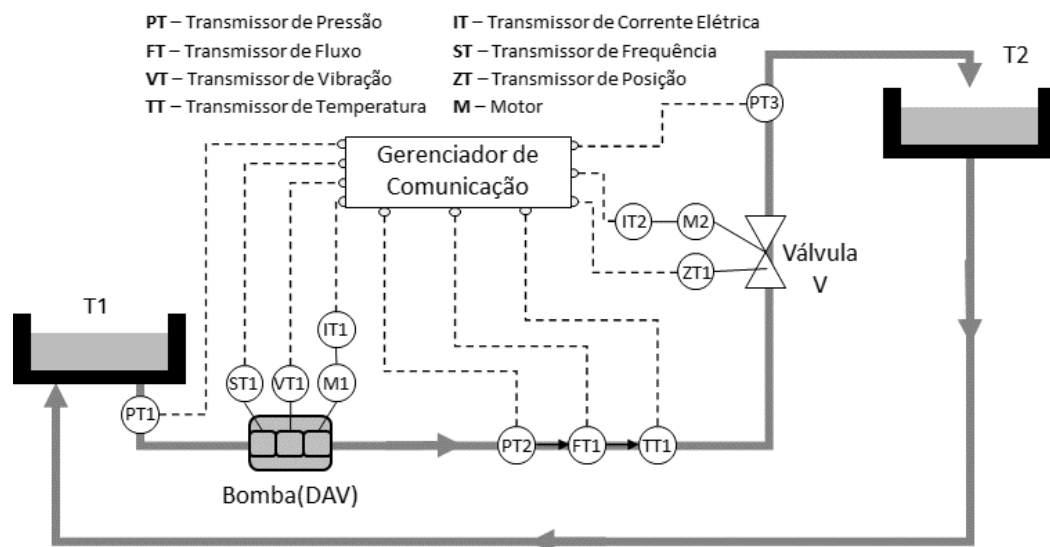 PT – Transmissor de Pressão
FT – Transmissor de Fluxo
VT – Transmissor de Vibração
TT – Transmissor de Temperatura
IT – Transmissor de Corrente Elétrica
ST – Transmissor de Frequência
ZT – Transmissor de Posição
M – Motor
T2
PT3
Gerenciador de
Comunicação
IT2
M2
Válvula
V
ZT1
T1
IT1
ST1
VT1
M1
PT1
PT2
FT1
TT1
Bomba(DAV)